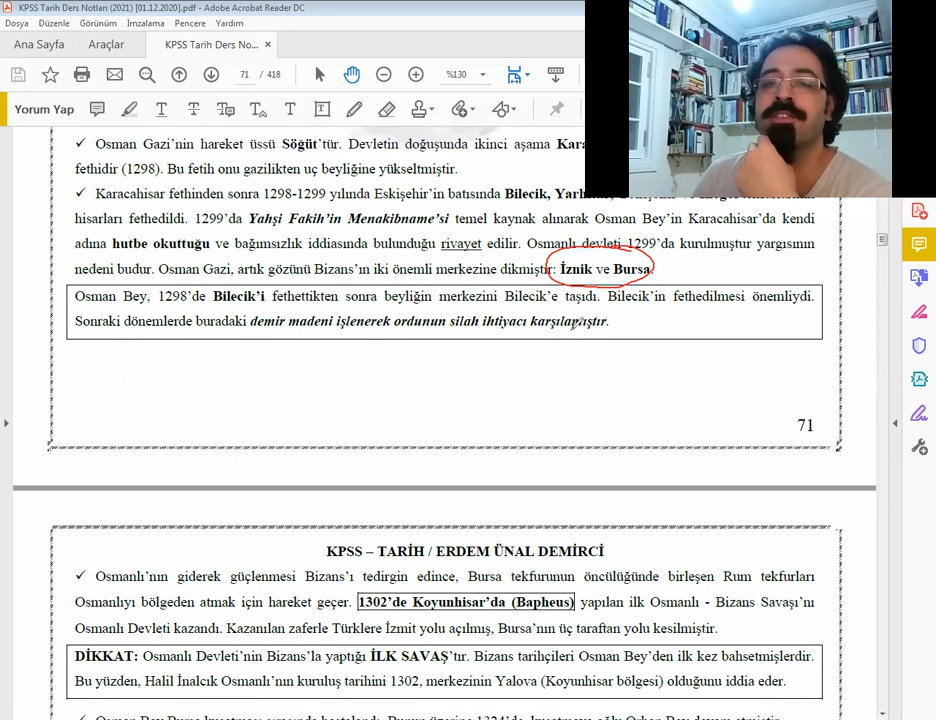 KPSS Tarih Ders Notları (2021) [01.12.2020].pdf - Adobe Acrobat Reader DC
Dosya Düzenle Görünüm İmzalama Pencere Yardım
Ana Sayfa Araçlar KPSS Tarih Ders No... ×
71 / 418 %130
Yorum Yap
✓ Osman Gazi’nin hareket üssü Söğüt’tür. Devletin doğuşunda ikinci aşama
fethidir (1298). Bu fetih onu gazilikten uç beyliğine yükseltmiştir.
✓ Karacahisar fethinden sonra 1298-1299 yılında Eskişehir’in batısında Bilecik,
hisarları fethedildi. 1299’da Yahşi Fakih’in Menakibname’si temel kaynak alınarak Osman Bey’in Karacahisar’da kendi
adına hutbe okuttuğu ve bağımsızlık iddiasında bulunduğu rivayet edilir. Osmanlı devleti 1299’da kurulmuştur yargısının
nedeni budur. Osman Gazi, artık gözünü Bizans’ın iki önemli merkezine dikmiştir: İznik ve Bursa.
Osman Bey, 1298’de Bilecik’i fethettikten sonra beyliğin merkezini Bilecik’e taşıdı. Bilecik’in fethedilmesi önemliydi.
Sonraki dönemlerde buradaki demir madeni işlenerek ordunun silah ihtiyacı karşılanmıştır.
71
KPSS – TARİH / ERDEM ÜNAL DEMİRCİ
✓ Osmanlı’nın giderek güçlenmesi Bizans’ı tedirgin edince, Bursa tekfurunun öncülüğünde birleşen Rum tekfurları
Osmanlıyı bölgeden atmak için hareket geçer. 1302’de Koyunhisar’da (Bapheus) yapılan ilk Osmanlı - Bizans Savaşı’nı
Osmanlı Devleti kazandı. Kazanılan zaferle Türklere İzmit yolu açılmış, Bursa’nın üç taraftan yolu kesilmiştir.
DİKKAT: Osmanlı Devleti’nin Bizans’la yaptığı İLK SAVAŞ’tır. Bizans tarihçileri Osman Bey’den ilk kez bahsetmişlerdir.
Bu yüzden, Halil İnalcık Osmanlı’nın kuruluş tarihini 1302, merkezinin Yalova (Koyunhisar bölgesi) olduğunu iddia eder.